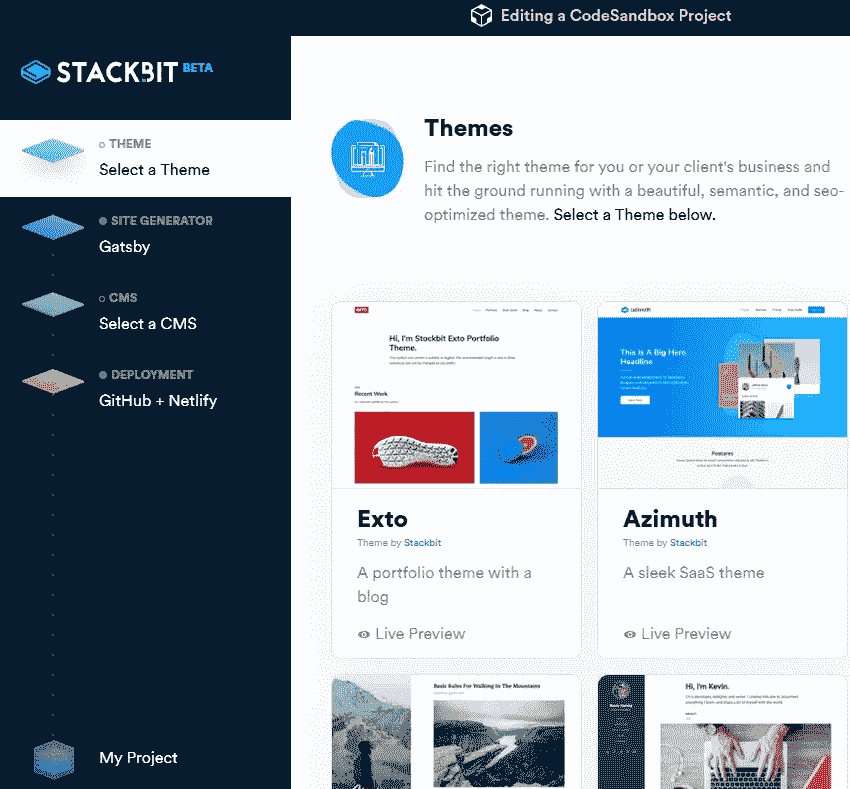 Editing a CodeSandbox Project
STACKBIT BETA
THEME
Select a Theme
SITE GENERATOR
Gatsby
CMS
Select a CMS
DEPLOYMENT
GitHub + Netlify
My Project
Themes
Find the right theme for you or your client's business and
hit the ground running with a beautiful, semantic, and seo-
optimized theme. Select a Theme below.
Hi, I'm Stackbit Exto Portfolio
Theme.
Recent Work
Exto
Theme by Stackbit
A portfolio theme with a
blog
Live Preview
This Is A Big Hero
Headline
Features
Azimuth
Theme by Stackbit
A sleek SaaS theme
Live Preview
Basic Rules For Walking In The Mountains
Hi, I'm Kevin.